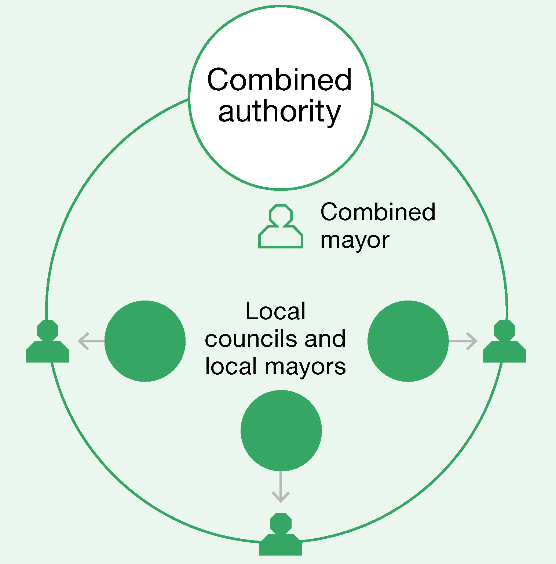 Combined
authority
Combined
mayor
Local
councils and
local mayors